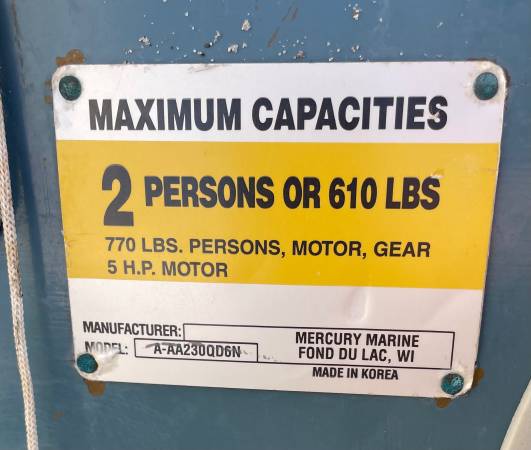 MAXIMUM CAPACITIES
2 PERSONS OR 610 LBS
770 LBS. PERSONS, MOTOR, GEAR
5 H.P. MOTOR
MANUFACTURER: MERCURY MARINE
MODEL: A-AA230QD6N FOND DU LAC, WI
MADE IN KOREA